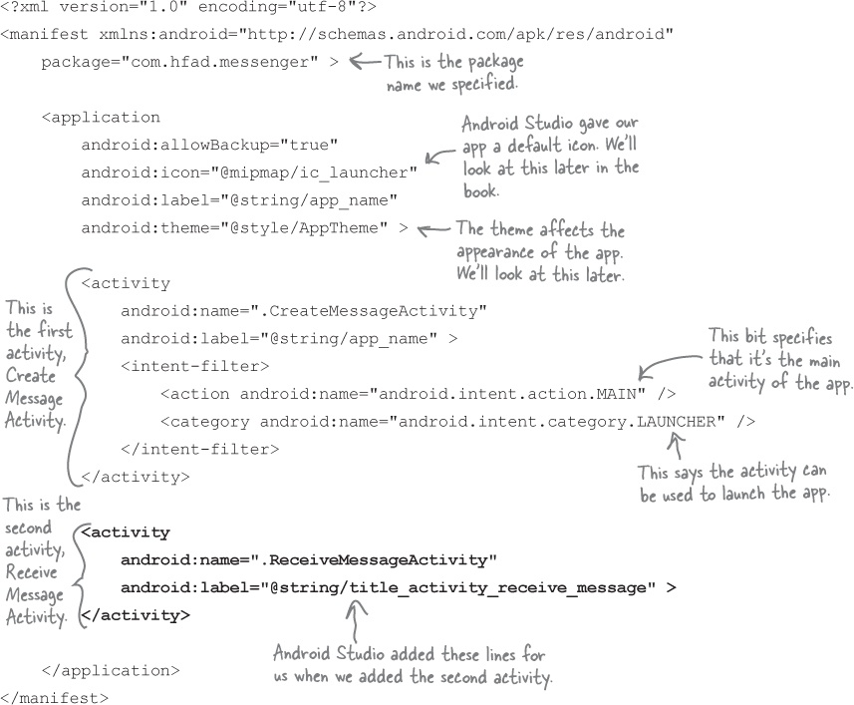 <?xml version="1.0" encoding="utf-8"?>
<manifest xmlns:android="http://schemas.android.com/apk/res/android"
package="com.hfad.messenger" >
This is the package
name we specified.
<application
android:allowBackup="true"
android:icon="@mipmap/ic_launcher"
android:label="@string/app_name"
android:theme="@style/AppTheme" >
Android Studio gave our
app a default icon. We'll
look at this later in the
book.
The theme affects the
appearance of the app.
We'll look at this later.
This is
the first
activity,
Create
Message
Activity.
<activity
android:name=".CreateMessageActivity"
android:label="@string/app_name" >
<intent-filter>
<action android:name="android.intent.action.MAIN" />
<category android:name="android.intent.category.LAUNCHER" />
</intent-filter>
</activity>
This bit specifies
that it's the main
activity of the app.
This says the activity can
be used to launch the app.
This is the
second
activity,
Receive
Message
Activity.
<activity
android:name=".ReceiveMessageActivity"
android:label="@string/title_activity_receive_message" >
</activity>
Android Studio added these lines for
us when we added the second activity.
</application>
</manifest>